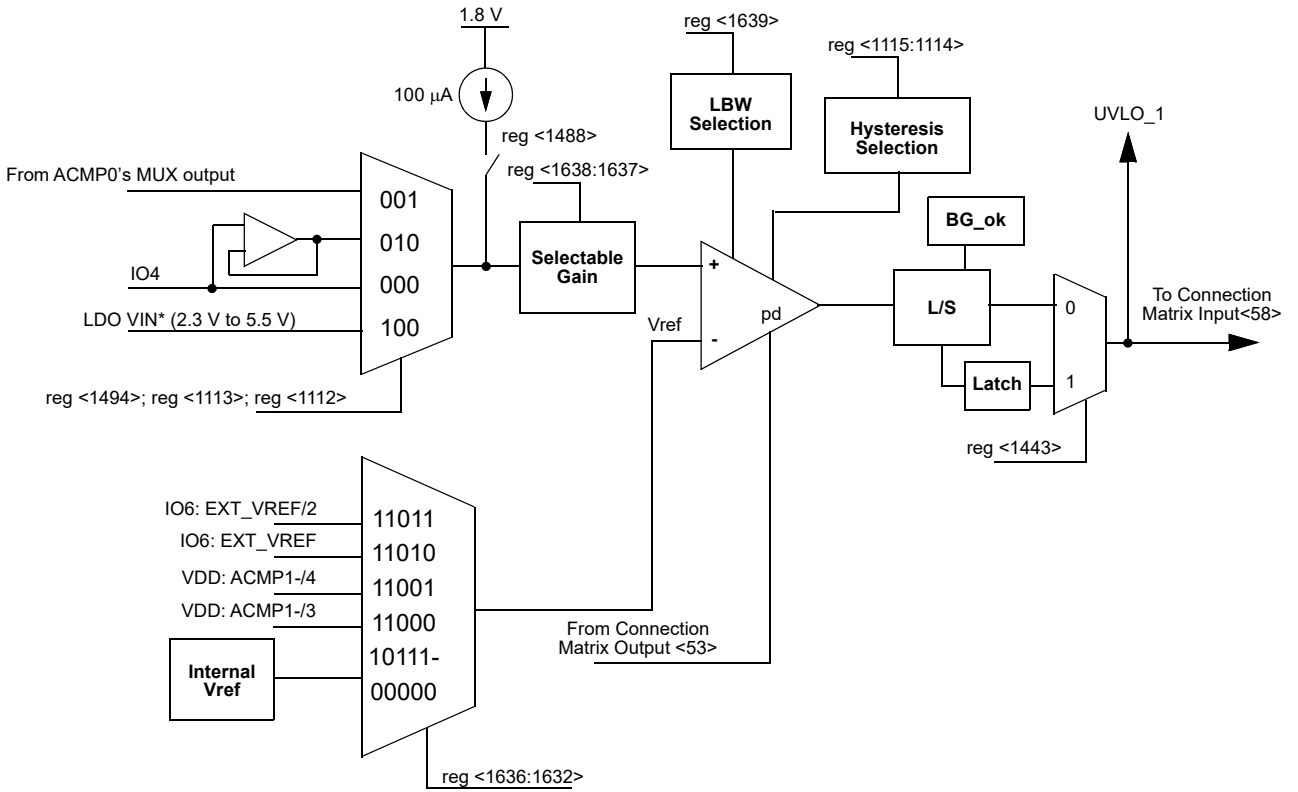 1.8 V
reg <1639>
reg <1115:1114>
100 μA
LBW
Selection
Hysteresis
Selection
UVLO_1
reg <1488>
reg <1638:1637>
From ACMP0's MUX output
001
010
000
100
IO4
LDO VIN* (2.3 V to 5.5 V)
Selectable
Gain
+
-
pd
Vref
BG_ok
L/S
Latch
0
1
To Connection
Matrix Input<58>
reg <1494>; reg <1113>; reg <1112>
reg <1443>
IO6: EXT_VREF/2
IO6: EXT_VREF
VDD: ACMP1-/4
VDD: ACMP1-/3
Internal
Vref
11011
11010
11001
11000
10111-
00000
From Connection
Matrix Output <53>
reg <1636:1632>